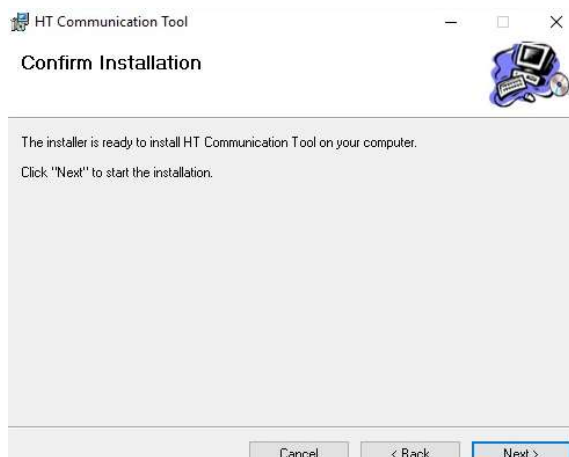 HT Communication Tool
Confirm Installation
The installer is ready to install HT Communication Tool on your computer.
Click "Next" to start the installation.
Cancel
< Back
Next >